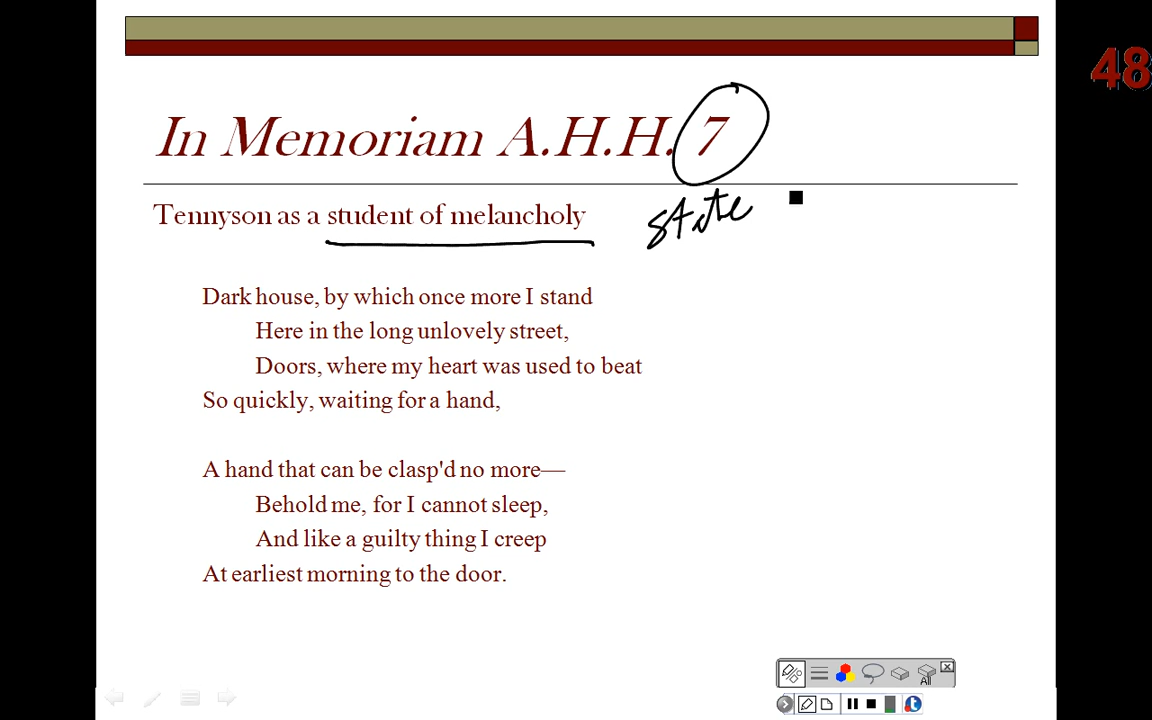 48
In Memoriam A.H.H. 7
Tennyson as a student of melancholy
state
Dark house, by which once more I stand
Here in the long unlovely street,
Doors, where my heart was used to beat
So quickly, waiting for a hand,
A hand that can be clasp'd no more—
Behold me, for I cannot sleep,
And like a guilty thing I creep
At earliest morning to the door.
All